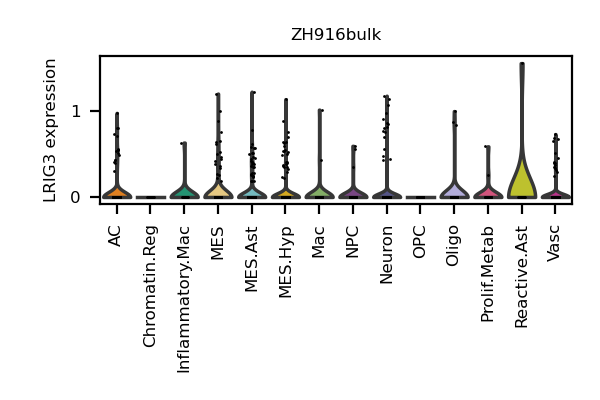 ZH916bulk
LRIG3 expression
1
0
AC
Chromatin.Reg
Inflammatory.Mac
MES
MES.Ast
MES.Hyp
Mac
NPC
Neuron
OPC
Oligo
Prolif.Metab
Reactive.Ast
Vasc